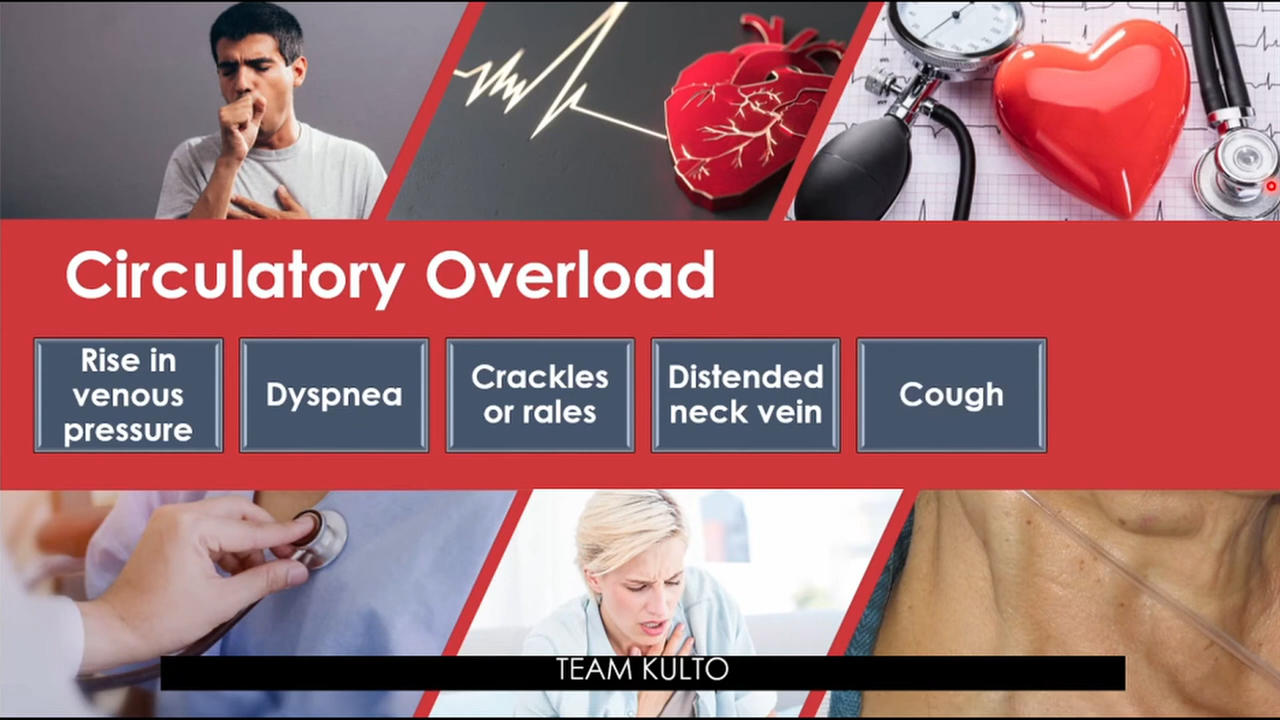 Circulatory Overload
Rise in
venous
pressure
Dyspnea
Crackles
or rales
Distended
neck vein
Cough
TEAM KULTO